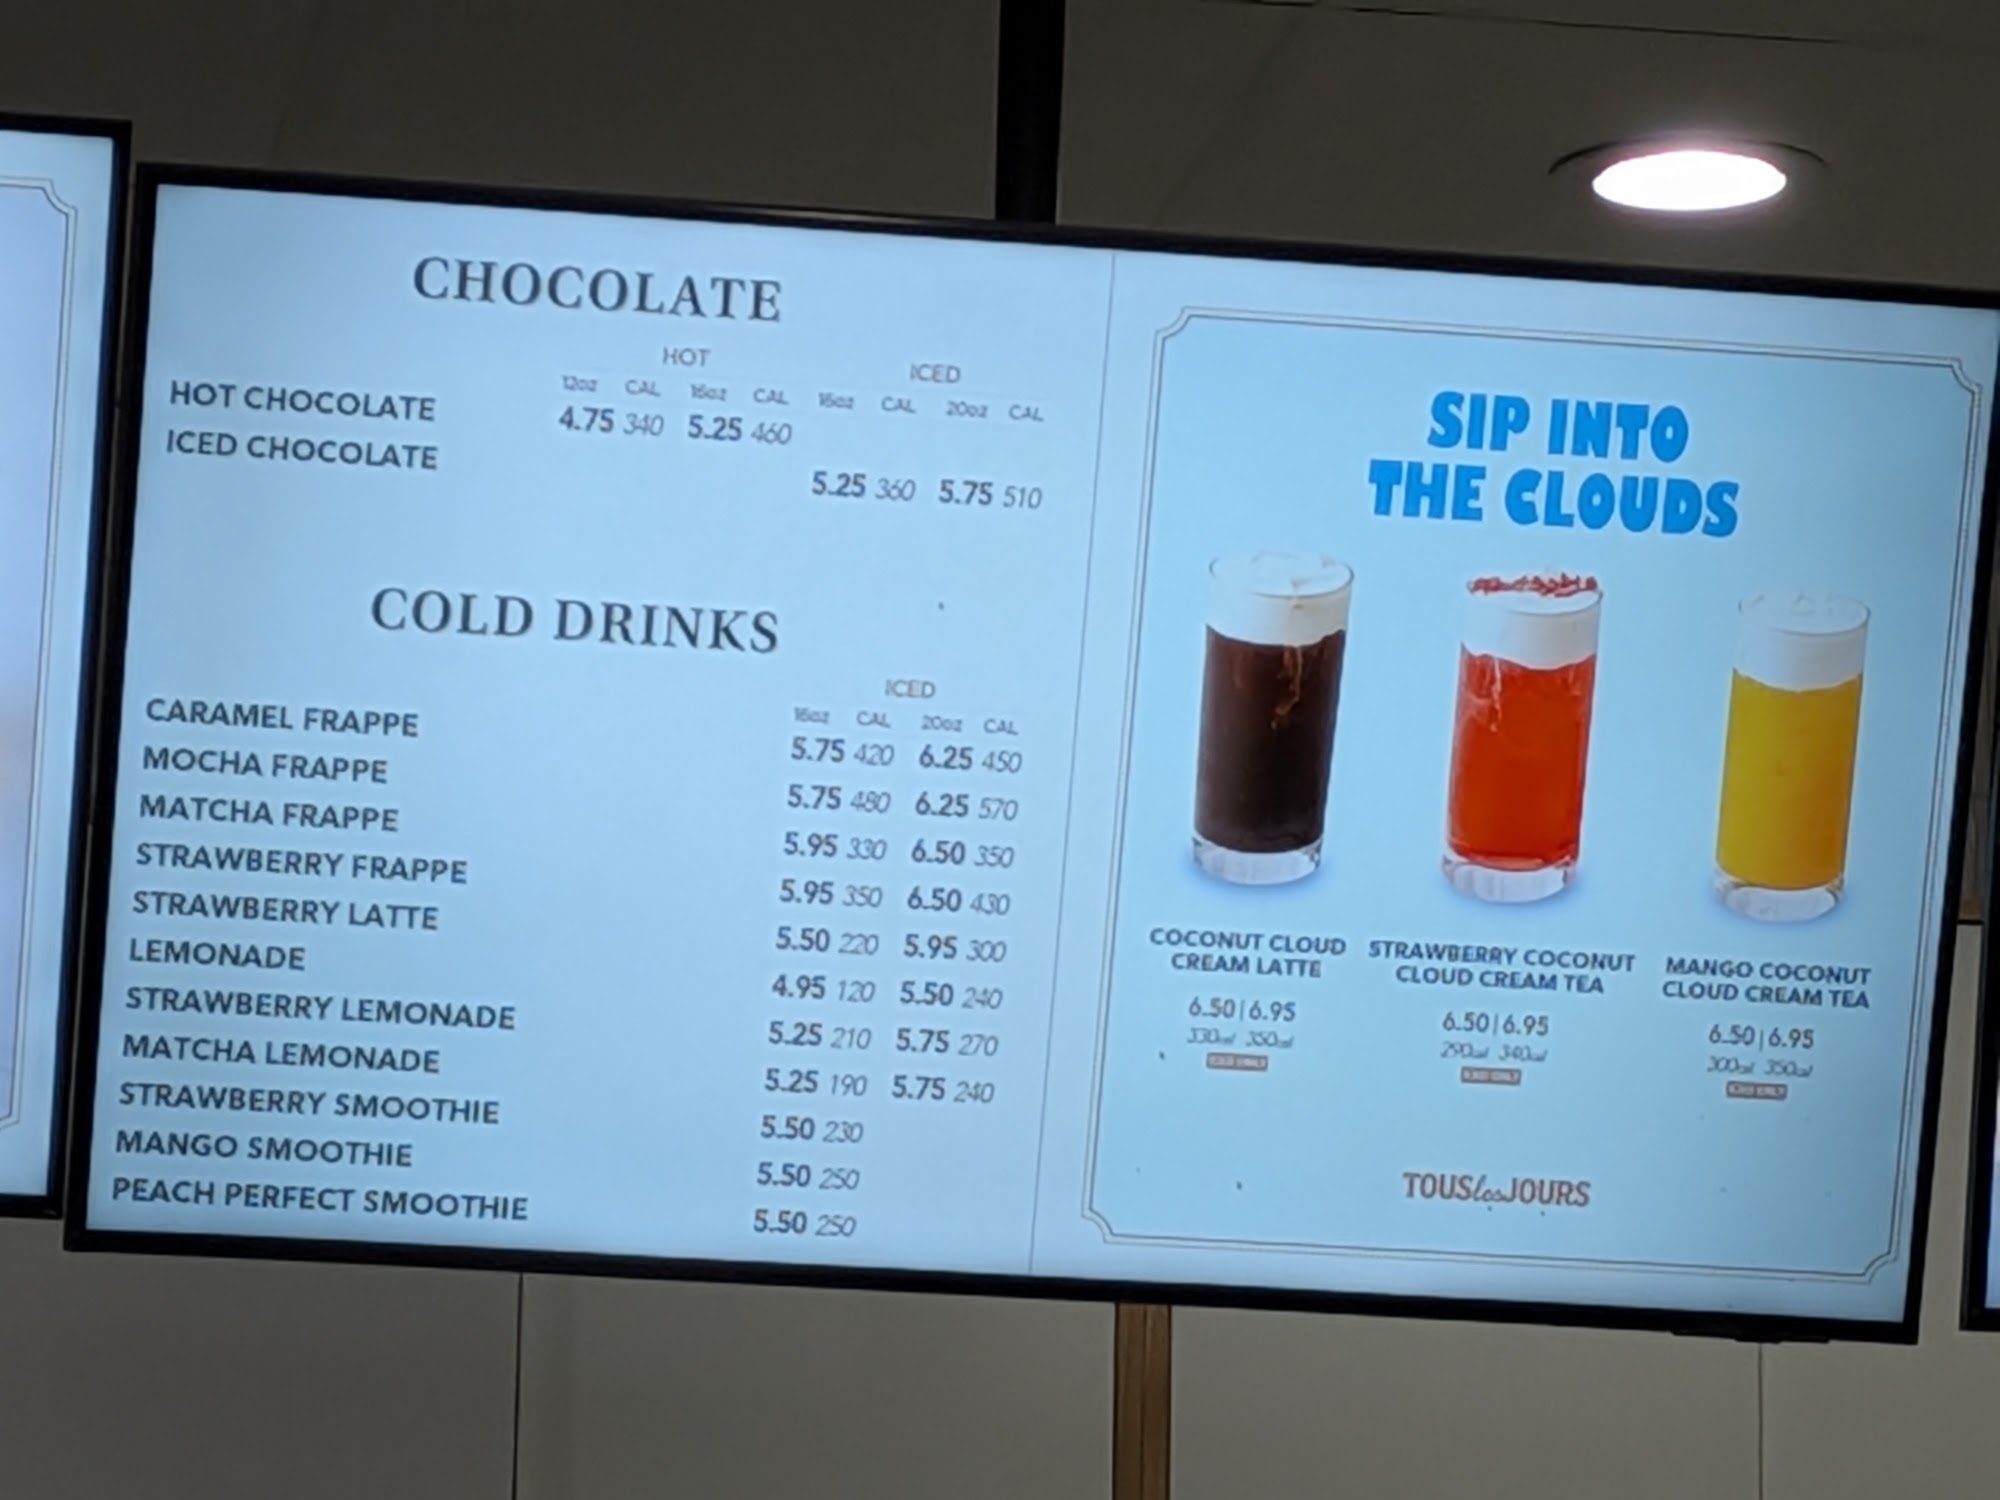 CHOCOLATE
HOT ICED
12oz CAL 16oz CAL 16oz CAL 20oz CAL
HOT CHOCOLATE 4.75 340 5.25 460
ICED CHOCOLATE 5.25 360 5.75 510
COLD DRINKS
ICED
16oz CAL 20oz CAL
CARAMEL FRAPPE 5.75 420 6.25 450
MOCHA FRAPPE 5.75 480 6.25 570
MATCHA FRAPPE 5.95 330 6.50 350
STRAWBERRY FRAPPE 5.95 350 6.50 430
STRAWBERRY LATTE 5.50 220 5.95 300
LEMONADE 4.95 120 5.50 240
STRAWBERRY LEMONADE 5.25 210 5.75 270
MATCHA LEMONADE 5.25 190 5.75 240
STRAWBERRY SMOOTHIE 5.50 230
MANGO SMOOTHIE 5.50 250
PEACH PERFECT SMOOTHIE 5.50 250
SIP INTO
THE CLOUDS
COCONUT CLOUD
CREAM LATTE
6.50|6.95
330cal 350cal
STRAWBERRY COCONUT
CLOUD CREAM TEA
6.50|6.95
290cal 340cal
MANGO COCONUT
CLOUD CREAM TEA
6.50|6.95
300cal 350cal
TOUS les JOURS